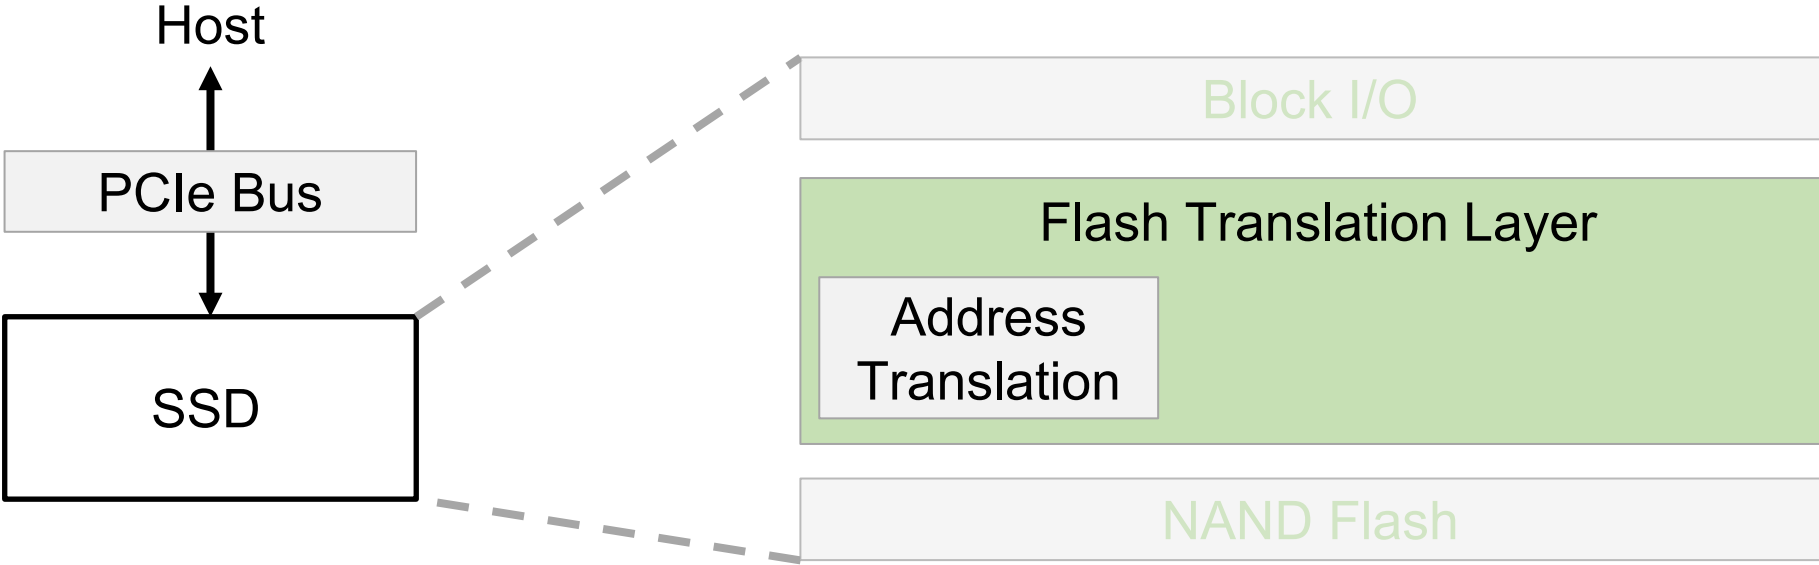 Host
PCIe Bus
SSD
Block I/O
Flash Translation Layer
Address
Translation
NAND Flash